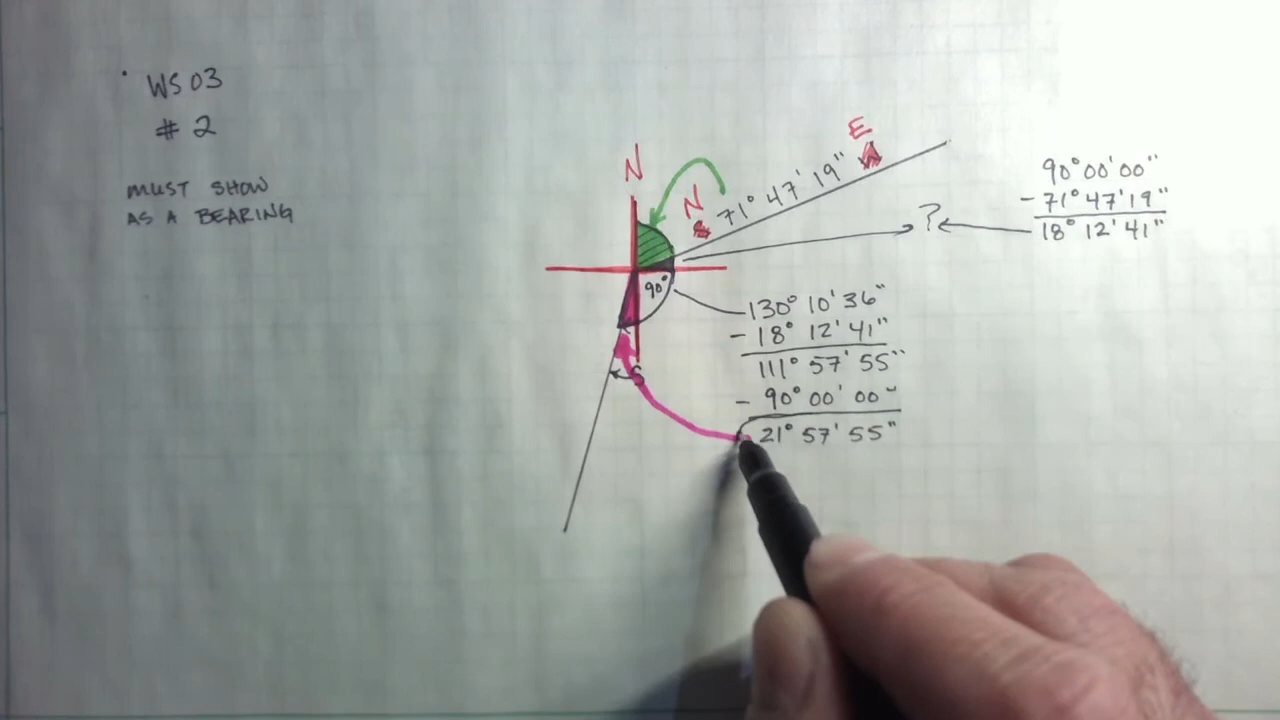 WS03
# 2
MUST SHOW
AS A BEARING
N
N 71° 47' 19" E
?
90° 00' 00"
- 71° 47' 19"
18° 12' 41"
90°
130° 10' 36"
- 18° 12' 41"
111° 57' 55"
- 90° 00' 00"
21° 57' 55"
S